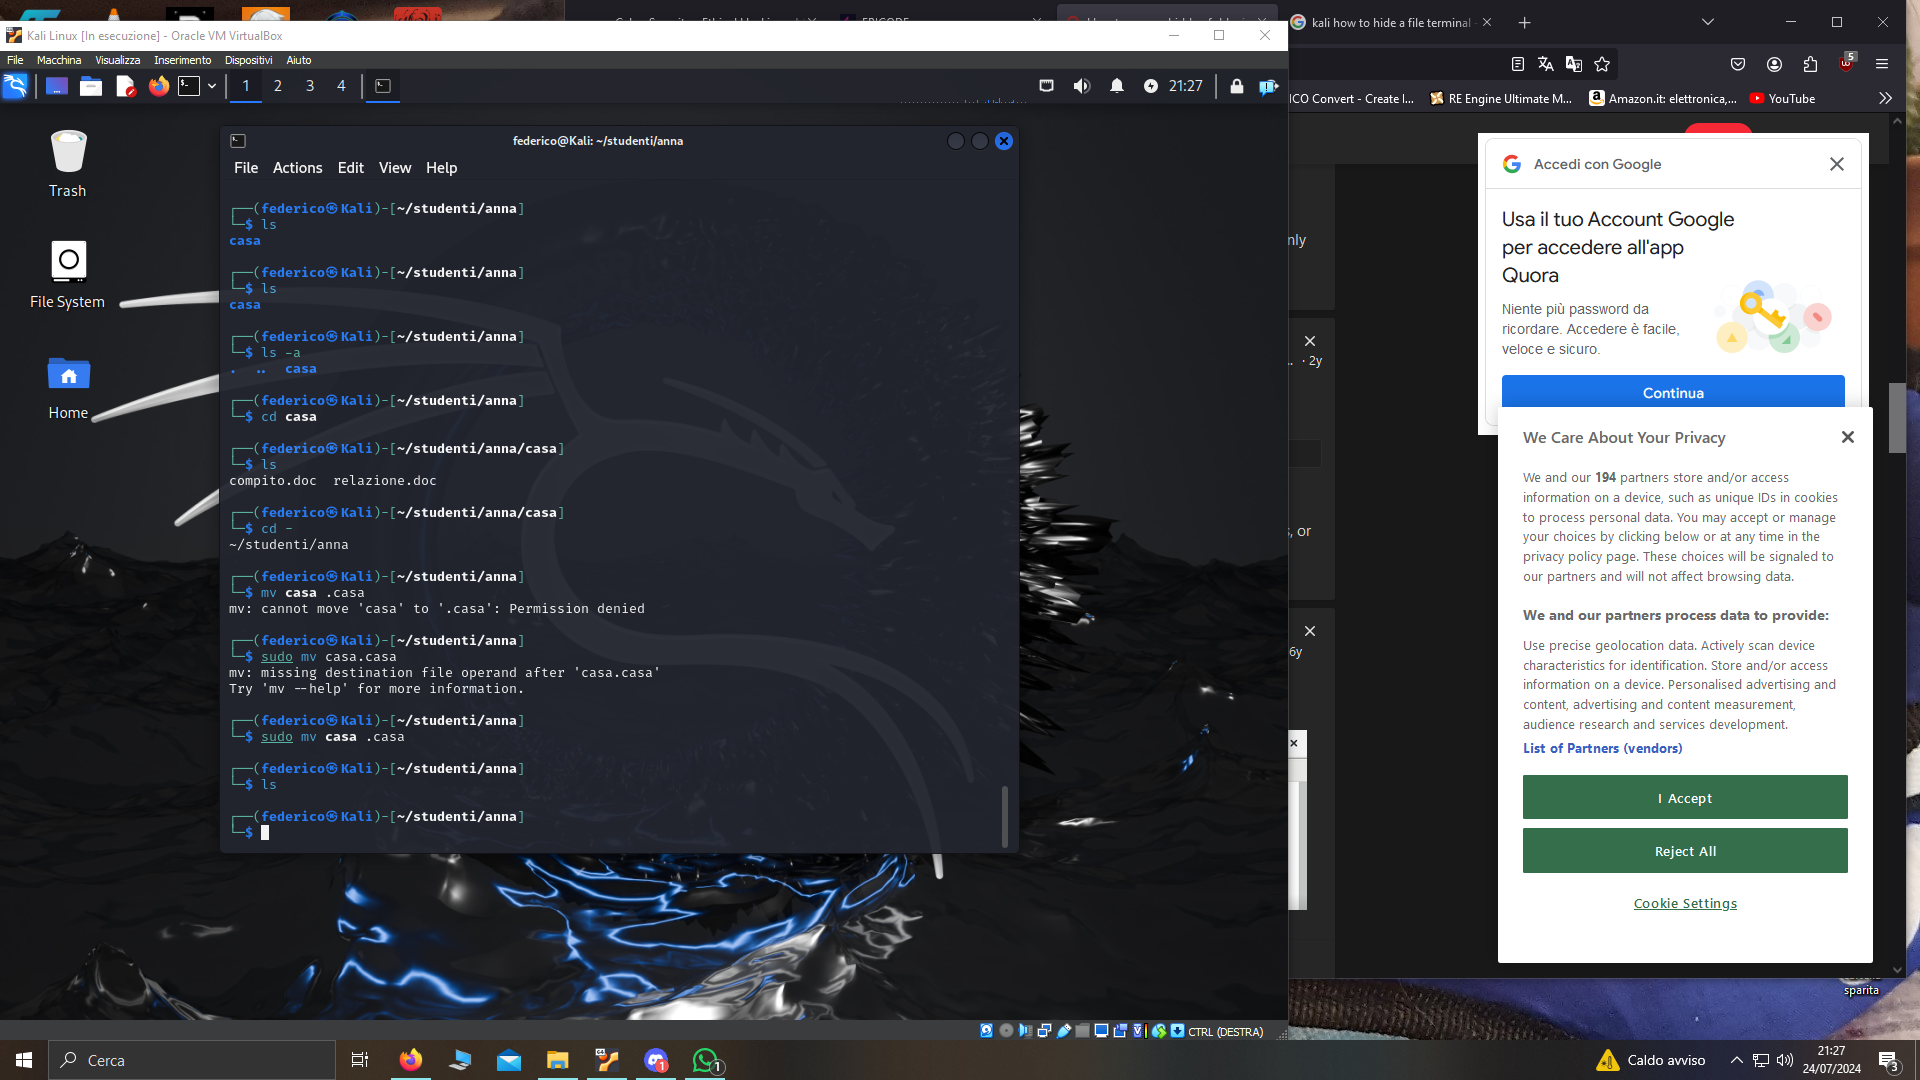 kali how to hide a file terminal
Kali Linux [In esecuzione] - Oracle VM VirtualBox
File Macchina Visualizza Inserimento Dispositivi Aiuto
1 2 3 4
21:27
5
ICO Convert - Create I...
RE Engine Ultimate M...
Amazon.it: elettronica,...
YouTube
Trash
File System
Home
federico@Kali: ~/studenti/anna
File Actions Edit View Help
┌──(federico㉿Kali)-[~/studenti/anna]
└─$ ls
casa
┌──(federico㉿Kali)-[~/studenti/anna]
└─$ ls
casa
┌──(federico㉿Kali)-[~/studenti/anna]
└─$ ls -a
. .. casa
┌──(federico㉿Kali)-[~/studenti/anna]
└─$ cd casa
┌──(federico㉿Kali)-[~/studenti/anna/casa]
└─$ ls
compito.doc relazione.doc
┌──(federico㉿Kali)-[~/studenti/anna/casa]
└─$ cd -
~/studenti/anna
┌──(federico㉿Kali)-[~/studenti/anna]
└─$ mv casa .casa
mv: cannot move 'casa' to '.casa': Permission denied
┌──(federico㉿Kali)-[~/studenti/anna]
└─$ sudo mv casa.casa
mv: missing destination file operand after 'casa.casa'
Try 'mv --help' for more information.
┌──(federico㉿Kali)-[~/studenti/anna]
└─$ sudo mv casa .casa
┌──(federico㉿Kali)-[~/studenti/anna]
└─$ ls
┌──(federico㉿Kali)-[~/studenti/anna]
└─$
CTRL (DESTRA)
nly
.. · 2y
s, or
6y
Accedi con Google
Usa il tuo Account Google
per accedere all'app
Quora
Niente più password da
ricordare. Accedere è facile,
veloce e sicuro.
Continua
We Care About Your Privacy
We and our 194 partners store and/or access
information on a device, such as unique IDs in cookies
to process personal data. You may accept or manage
your choices by clicking below or at any time in the
privacy policy page. These choices will be signaled to
our partners and will not affect browsing data.
We and our partners process data to provide:
Use precise geolocation data. Actively scan device
characteristics for identification. Store and/or access
information on a device. Personalised advertising and
content, advertising and content measurement,
audience research and services development.
List of Partners (vendors)
I Accept
Reject All
Cookie Settings
sparita
Cerca
1
1
Caldo avviso
21:27
24/07/2024
3